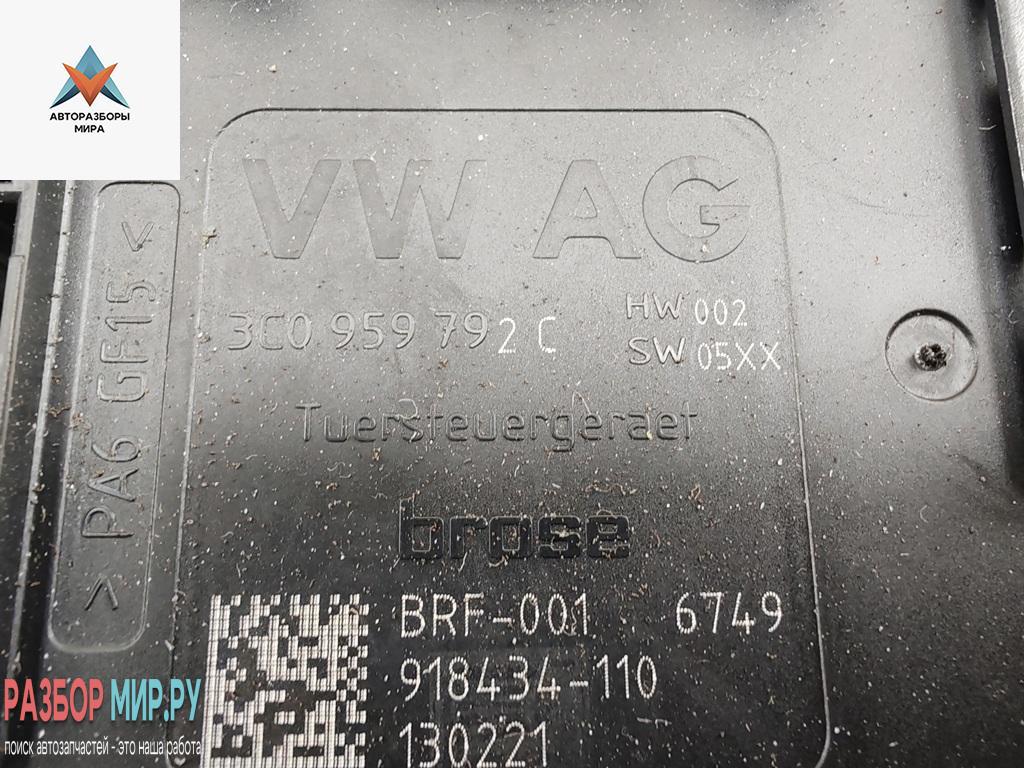 АВТОРАЗБОРЫ
МИРА
VW AG
3C0 959 792 C
HW 002
SW 05XX
Tuersteuergeraet
brose
BRF-001 6749
918434-110
130221
> PA6 GF15 <
РАЗБОР МИР.РУ
поиск автозапчастей - это наша работа